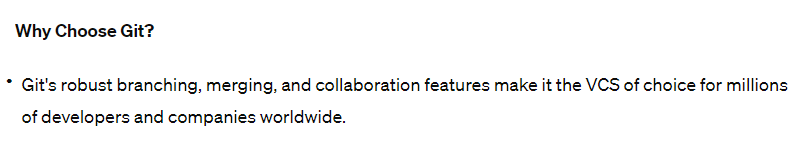 Why Choose Git?
• Git's robust branching, merging, and collaboration features make it the VCS of choice for millions
of developers and companies worldwide.